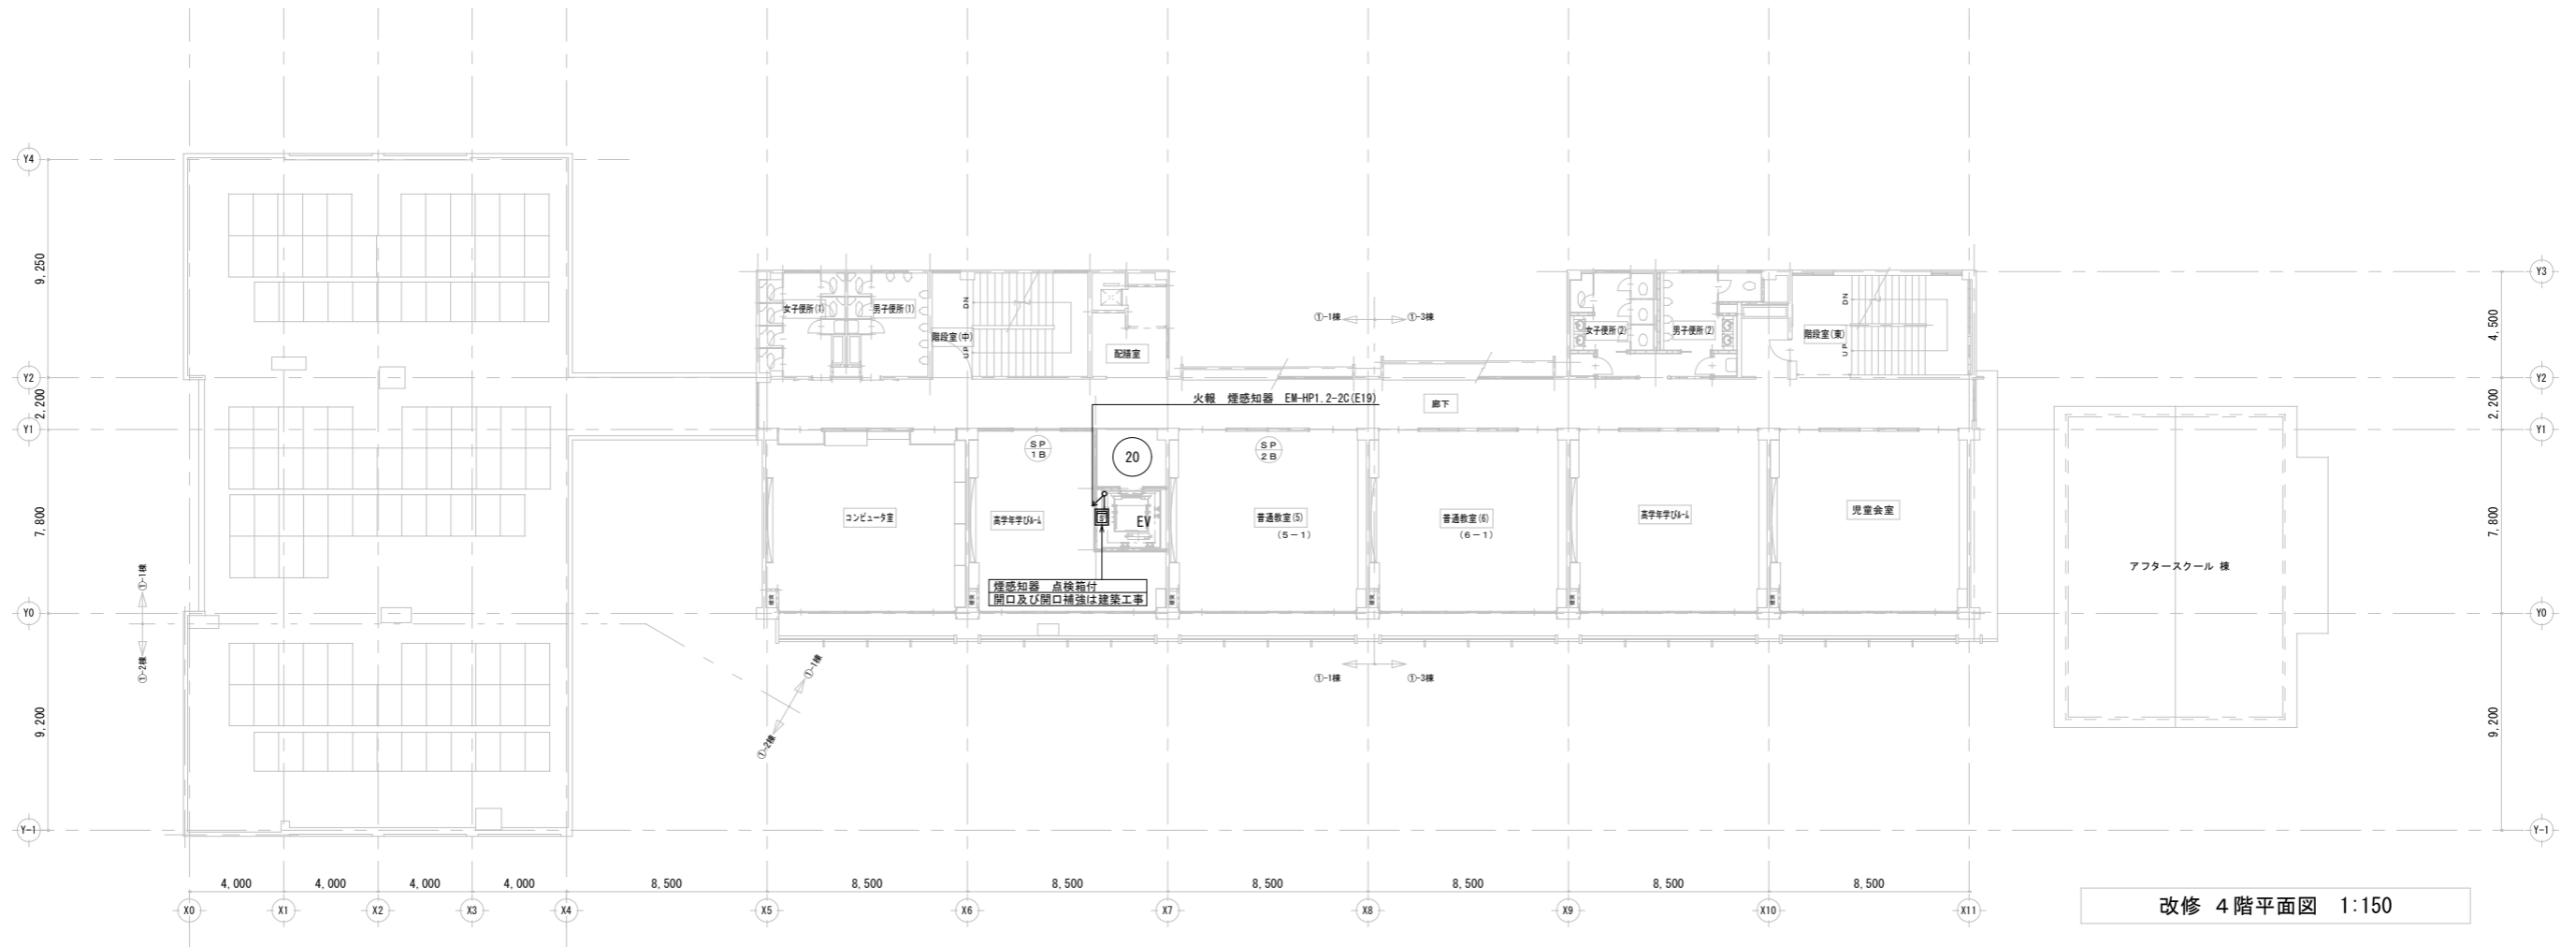 Y4
9,250
Y2
2,200
Y1
7,800
Y0
9,200
Y-1
①-1棟
①-2棟
女子便所(1)
男子便所(1)
階段室(中)
DN
UP
配膳室
①-1棟
①-3棟
女子便所(2)
男子便所(2)
階段室(東)
DN
UP
Y3
4,500
Y2
2,200
Y1
7,800
Y0
9,200
Y-1
火報 煙感知器 EM-HP1.2-2C(E19)
廊下
SP
1B
20
SP
2B
コンピュータ室
高学年学びルーム
EV
普通教室(5)
(5-1)
普通教室(6)
(6-1)
高学年学びルーム
児童会室
アフタースクール 棟
煙感知器 点検箱付
開口及び開口補強は建築工事
①-1棟
①-2棟
①-1棟
①-3棟
4,000
4,000
4,000
4,000
8,500
8,500
8,500
8,500
8,500
8,500
8,500
X0
X1
X2
X3
X4
X5
X6
X7
X8
X9
X10
X11
改修 4階平面図 1:150